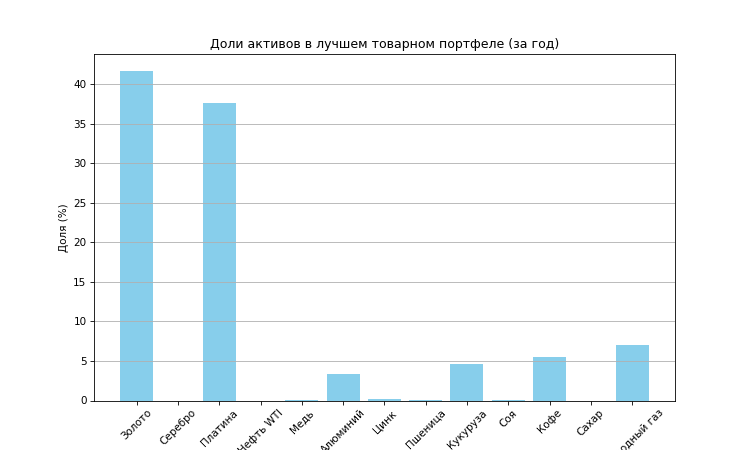 Доли активов в лучшем товарном портфеле (за год)
Доля (%)
40
35
30
25
20
15
10
5
0
Золото
Серебро
Платина
Нефть WTI
Медь
Алюминий
Цинк
Пшеница
Кукуруза
Соя
Кофе
Сахар
одный газ